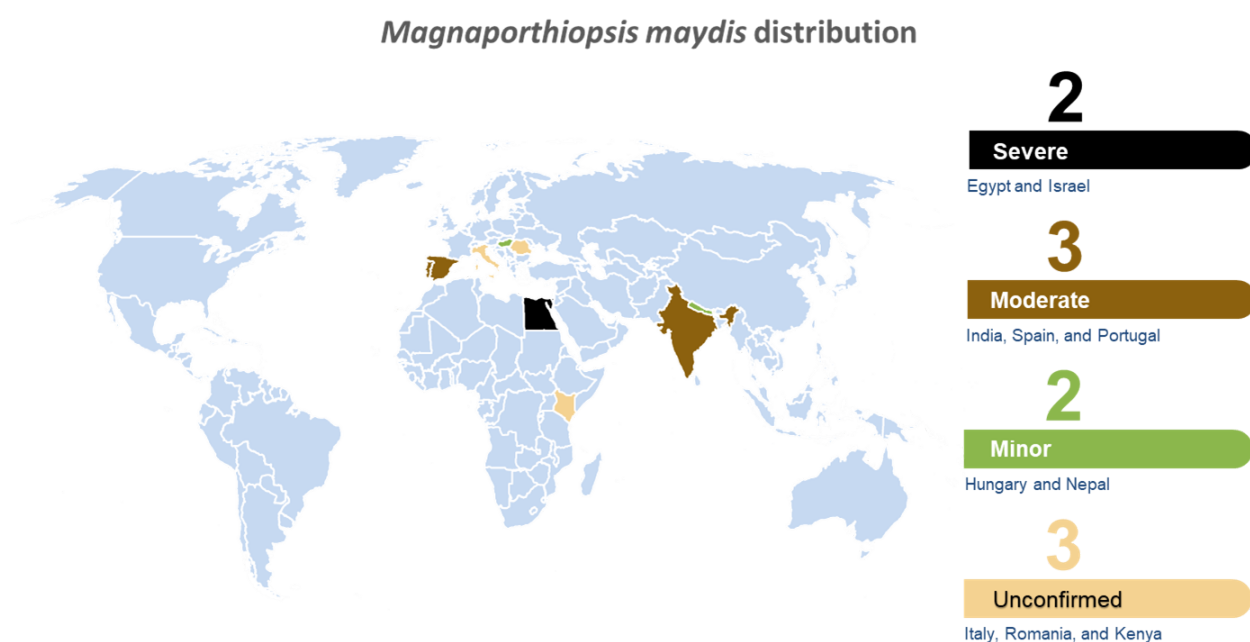 Magnaporthiopsis maydis distribution
2
Severe
Egypt and Israel
3
Moderate
India, Spain, and Portugal
2
Minor
Hungary and Nepal
3
Unconfirmed
Italy, Romania, and Kenya